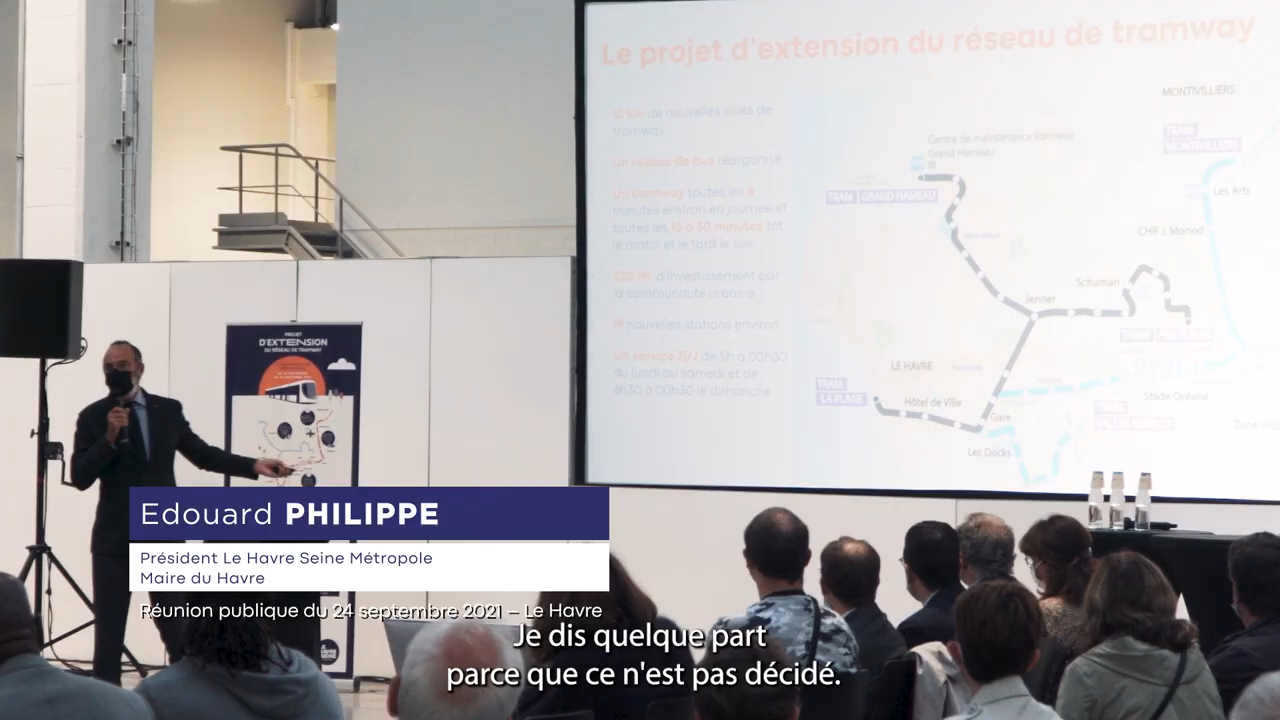 Le projet d'extension du réseau de tramway
de nouvelles voies de
tramway
Un réseau de bus réorganisé
Un tramway toutes les 8
minutes environ en journée et
toutes les 15 à 30 minutes tôt
le matin et le tard le soir
d'investissement par
la communauté urbaine
nouvelles stations environ
Un service 7j/7 de 5h à 00h30
du lundi au samedi et de
6h30 à 00h30 le dimanche
MONTIVILLIERS
TRAM
MONTIVILLIERS
Centre de maintenance tramway
Grand Hameau
TRAM GRAND HAMEAU
Les Arts
CHR J. Monod
Schuman
Jenner
TRAM
LE HAVRE
TRAM
LA PLAGE
Hôtel de Ville
Gare
Stade Océane
TRAM
Les Docks
PROJET
D'EXTENSION
DU RÉSEAU DE TRAMWAY
Edouard PHILIPPE
Président Le Havre Seine Métropole
Maire du Havre
Réunion publique du 24 septembre 2021 – Le Havre
Je dis quelque part
parce que ce n'est pas décidé.